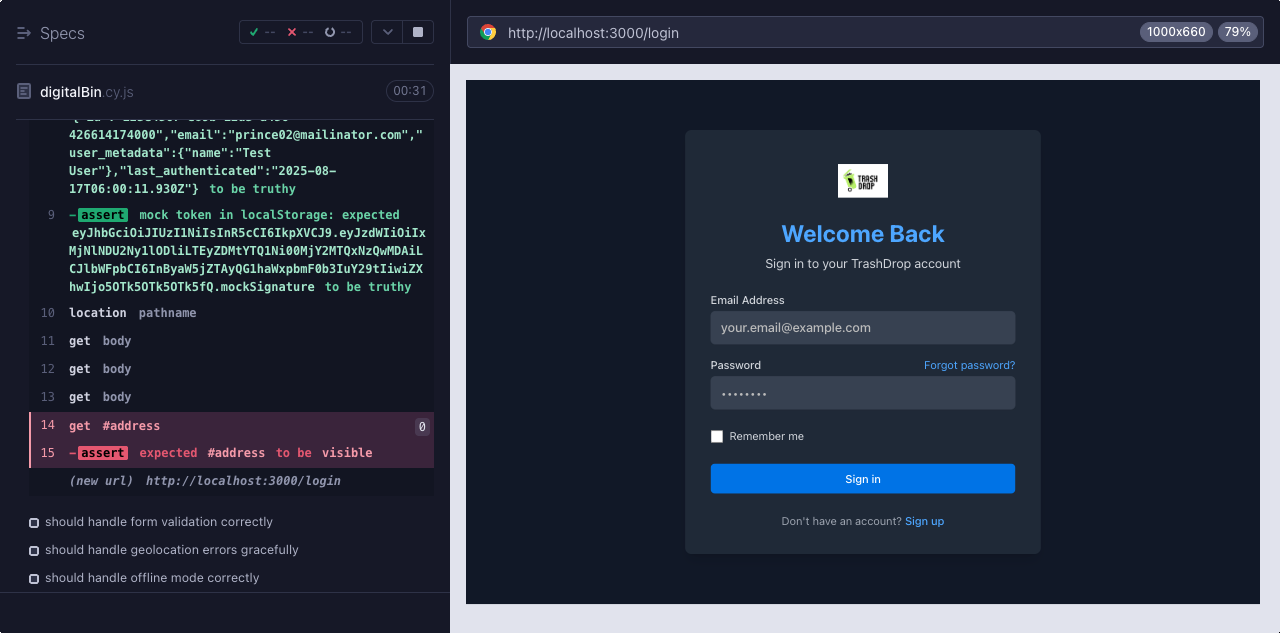 Specs
--
--
--
http://localhost:3000/login
1000x660
79%
digitalBin.cy.js
00:31
426614174000","email":"prince02@mailinator.com","
user_metadata":{"name":"Test
User"},"last_authenticated":"2025-08-
17T06:00:11.930Z"} to be truthy
9 -assert mock token in localStorage: expected
eyJhbGciOiJIUzI1NiIsInR5cCI6IkpXVCJ9.eyJzdWIiOiIx
MjNlNDU2Ny1lODliLTEyZDMtYTQ1Ni00MjY2MTQxNzQwMDAiL
CJlbWFpbCI6InByaW5jZTAyQG1haWxpbmF0b3IuY29tIiwiZX
hwIjo5OTk5OTk5OTk5fQ.mockSignature to be truthy
10 location pathname
11 get body
12 get body
13 get body
14 get #address 0
15 -assert expected #address to be visible
(new url) http://localhost:3000/login
should handle form validation correctly
should handle geolocation errors gracefully
should handle offline mode correctly
TRASH
DROP
Welcome Back
Sign in to your TrashDrop account
Email Address
your.email@example.com
Password
Forgot password?
••••••••
Remember me
Sign in
Don't have an account? Sign up